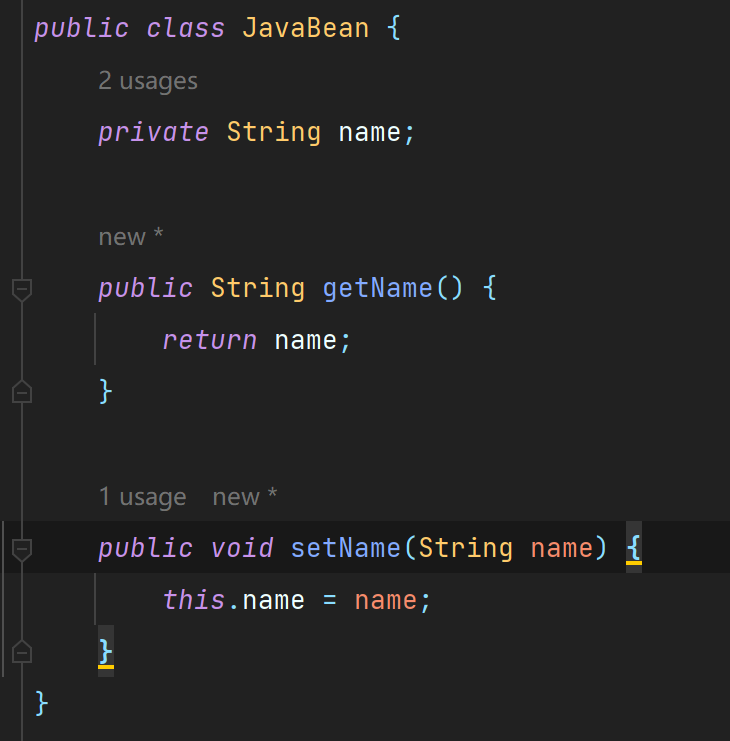 public class JavaBean {
2 usages
private String name;
new *
public String getName() {
return name;
}
1 usage new *
public void setName(String name) {
this.name = name;
}
}